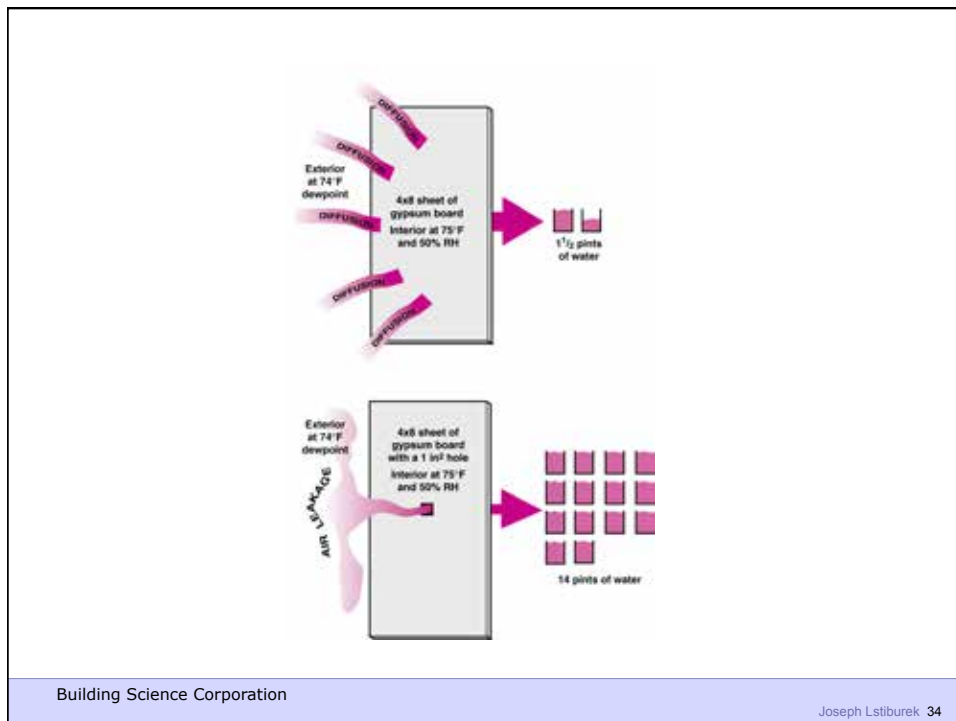 DIFFUSION
DIFFUSION
Exterior
at 74°F
dewpoint
DIFFUSION
4x8 sheet of
gypsum board
Interior at 75°F
and 50% RH
DIFFUSION
DIFFUSION
1 1/2 pints
of water
Exterior
at 74°F
dewpoint
AIR LEAKAGE
4x8 sheet of
gypsum board
with a 1 in² hole
Interior at 75°F
and 50% RH
14 pints of water
Building Science Corporation
Joseph Lstiburek 34